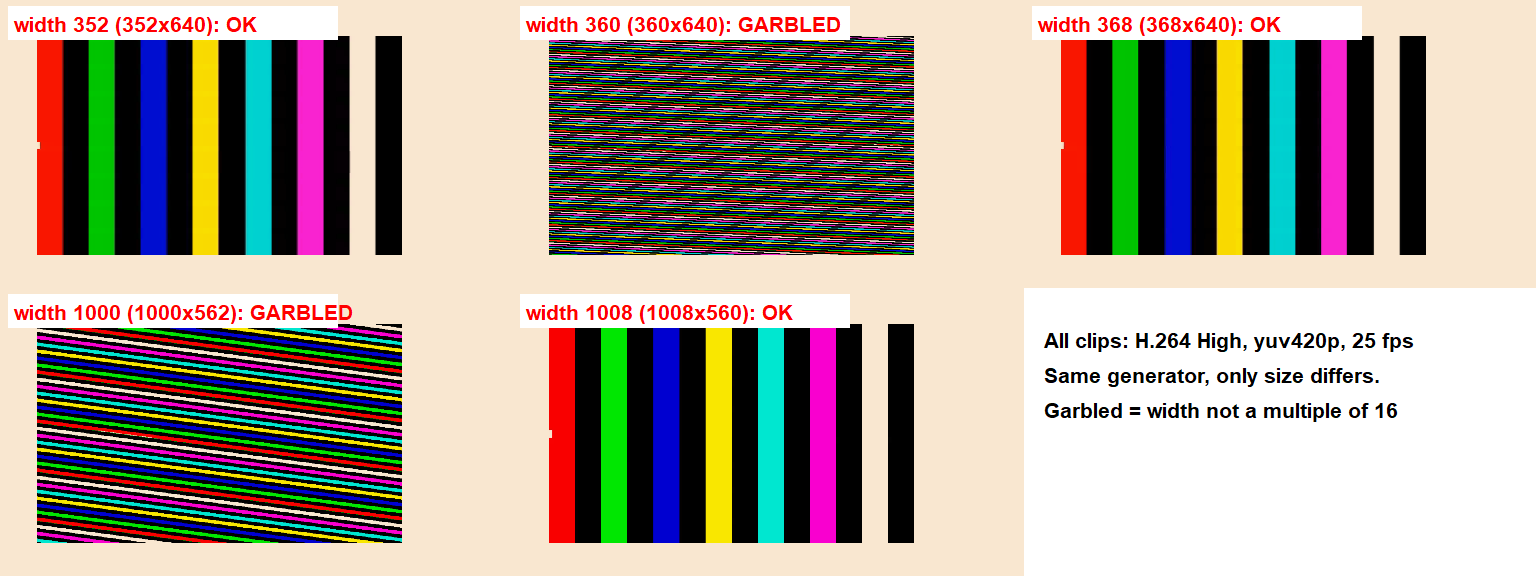 width 352 (352x640): OK
width 360 (360x640): GARBLED
width 368 (368x640): OK
width 1000 (1000x562): GARBLED
width 1008 (1008x560): OK
All clips: H.264 High, yuv420p, 25 fps
Same generator, only size differs.
Garbled = width not a multiple of 16